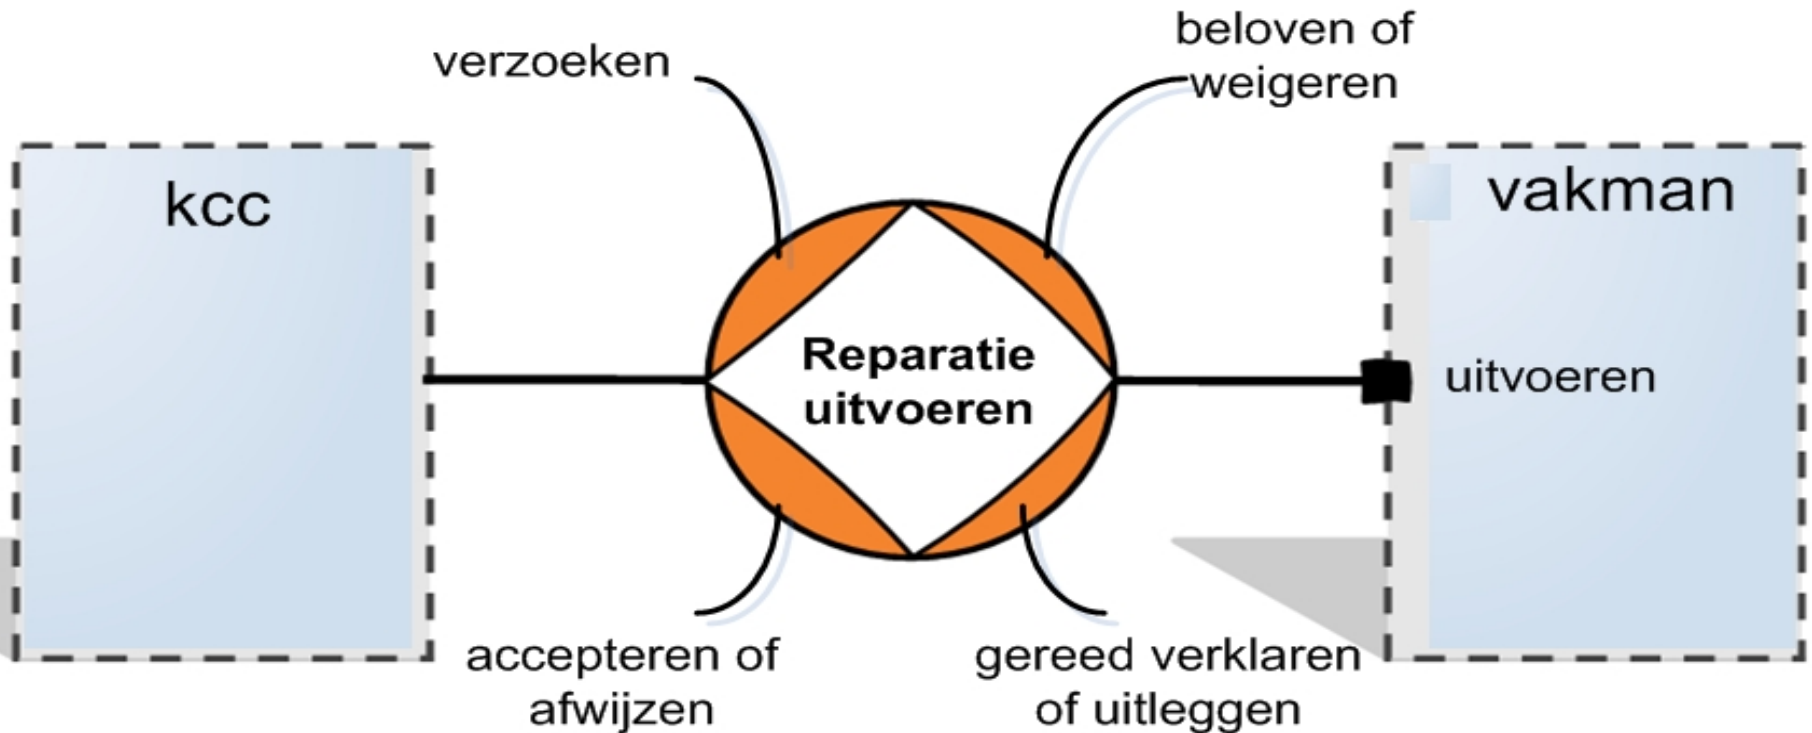 verzoeken
beloven of
weigeren
kcc
vakman
Reparatie
uitvoeren
uitvoeren
accepteren of
afwijzen
gereed verklaren
of uitleggen